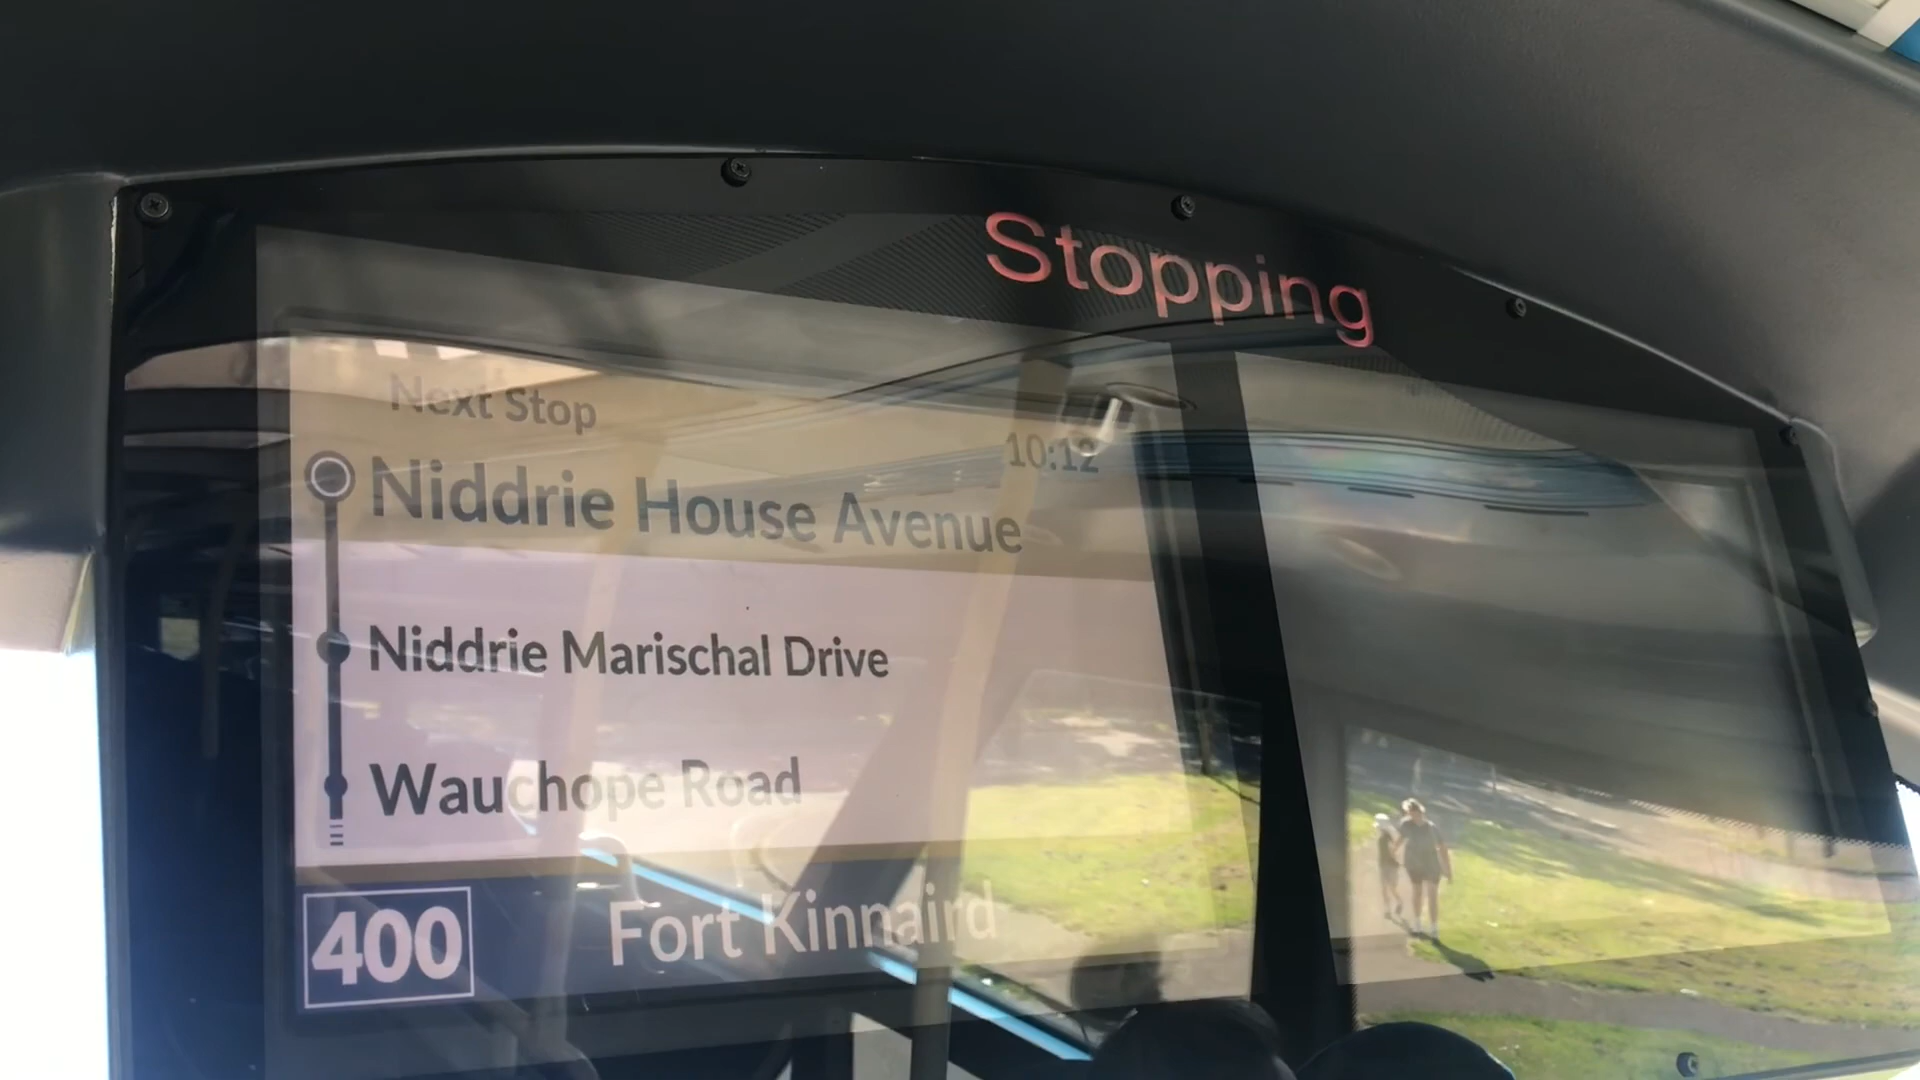 Stopping
Next Stop
10:12
Niddrie House Avenue
Niddrie Marischal Drive
Wauchope Road
400 Fort Kinnaird